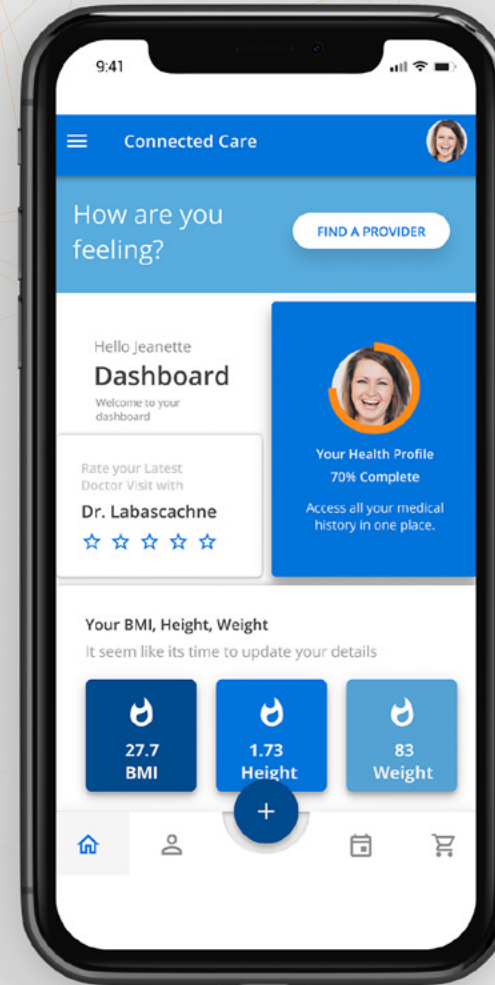 9:41
Connected Care
How are you
feeling?
FIND A PROVIDER
Hello Jeanette
Dashboard
Welcome to your
dashboard
Your Health Profile
70% Complete
Access all your medical
history in one place.
Rate your Latest
Doctor Visit with
Dr. Labascachne
Your BMI, Height, Weight
It seem like its time to update your details
27.7
BMI
1.73
Height
83
Weight